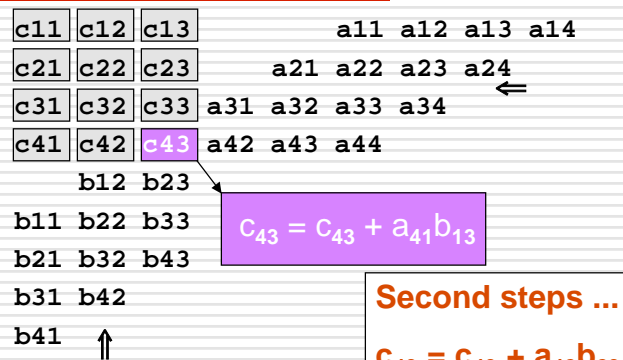 c11 c12 c13 a11 a12 a13 a14
c21 c22 c23 a21 a22 a23 a24
⇐
c31 c32 c33 a31 a32 a33 a34
c41 c42 c43 a42 a43 a44
b12 b23
b11 b22 b33
c43 = c43 + a41b13
b21 b32 b43
b31 b42
Second steps ...
b41 ⇑